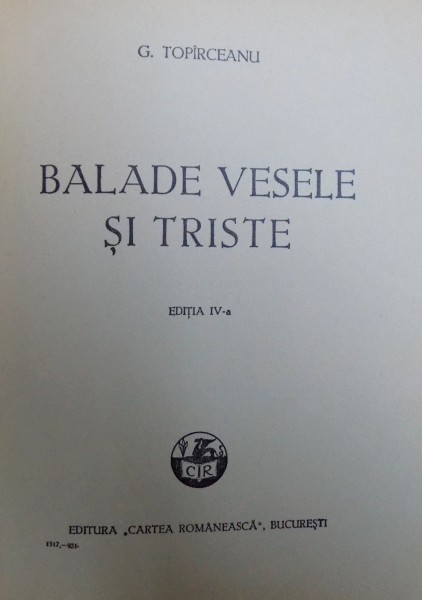 G. TOPÎRCEANU
BALADE VESELE
ȘI TRISTE
EDIȚIA IV-a
CR
EDITURA „CARTEA ROMÂNEASCĂ”, BUCUREȘTI